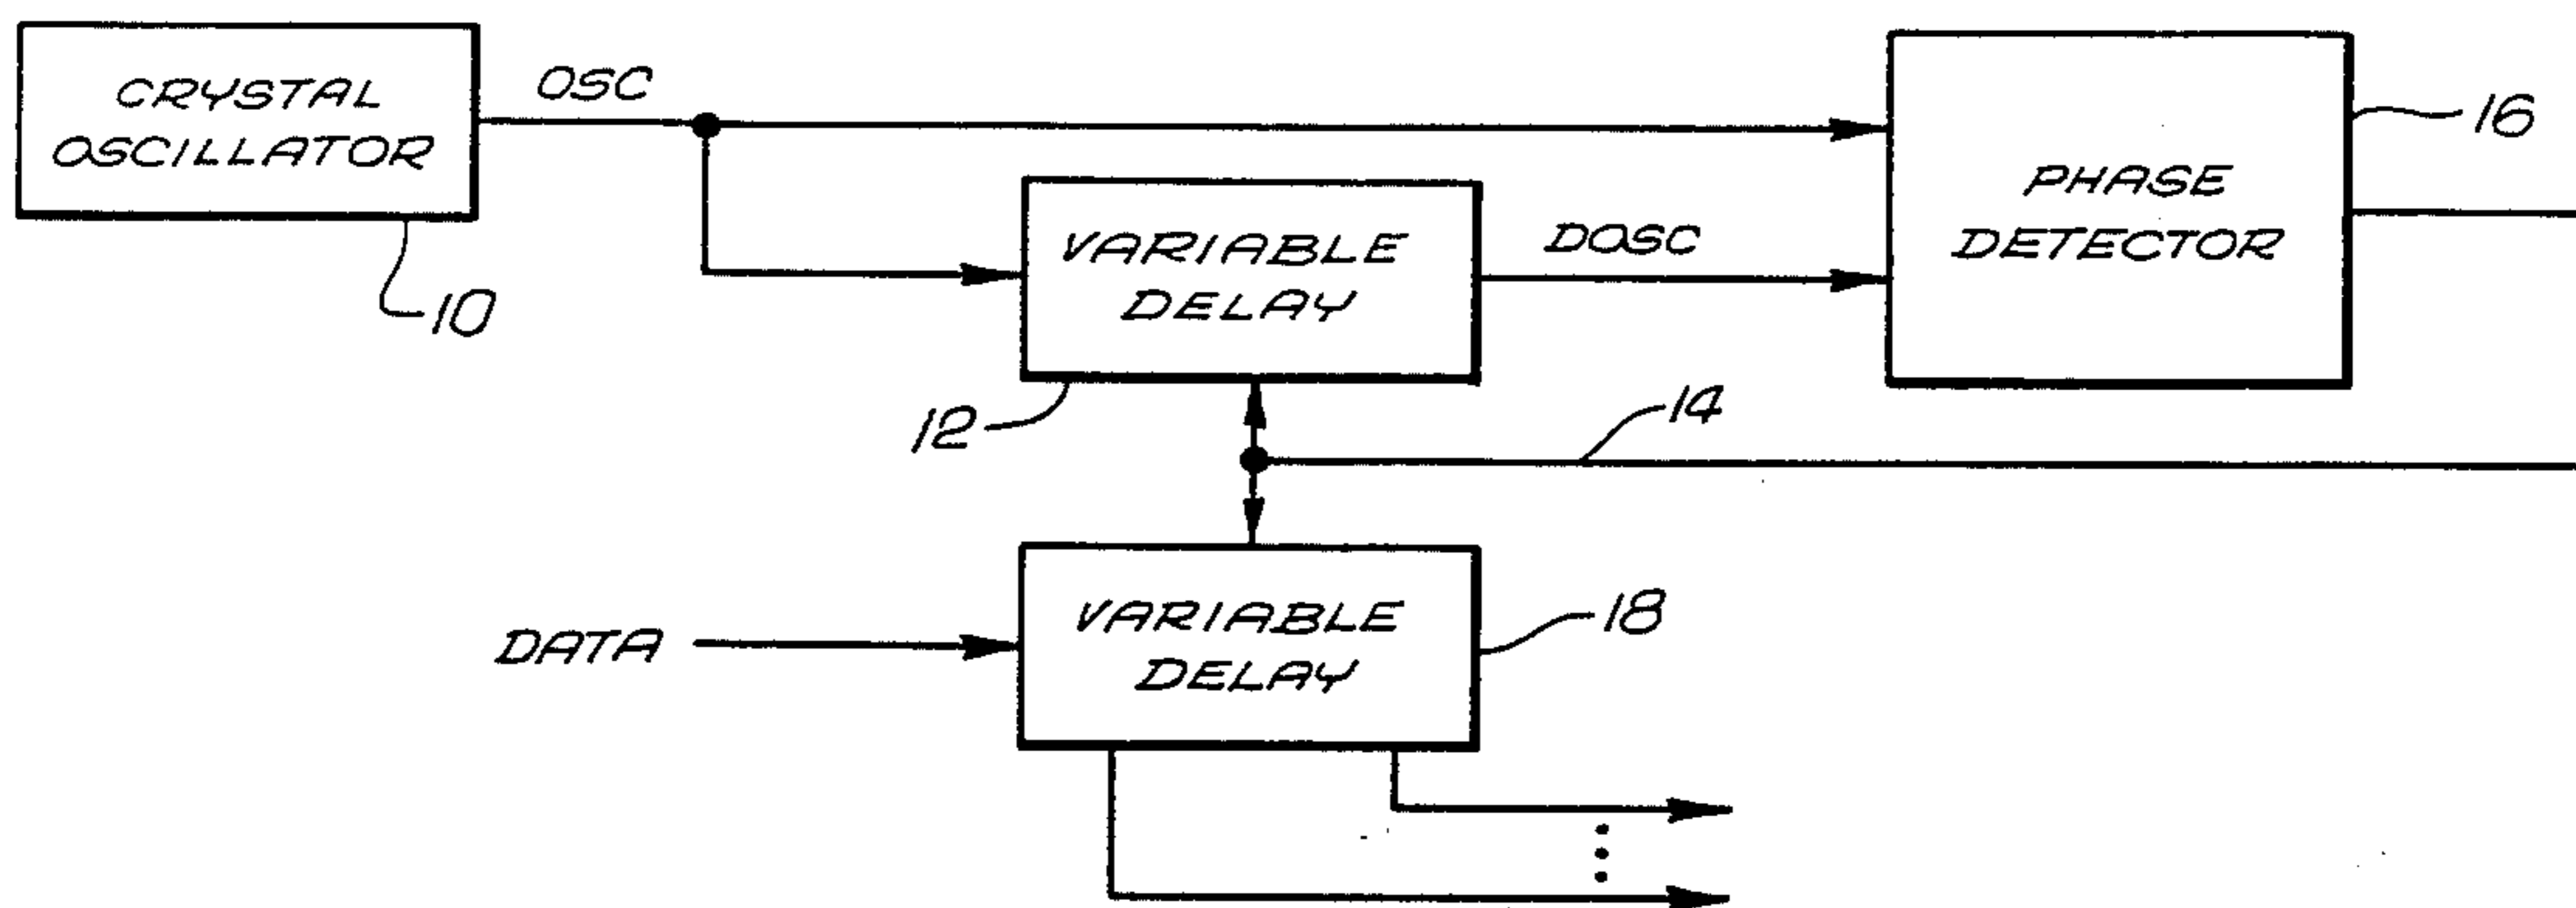 CRYSTAL
OSCILLATOR
10
OSC
VARIABLE
DELAY
12
DOSC
PHASE
DETECTOR
16
14
DATA
VARIABLE
DELAY
18